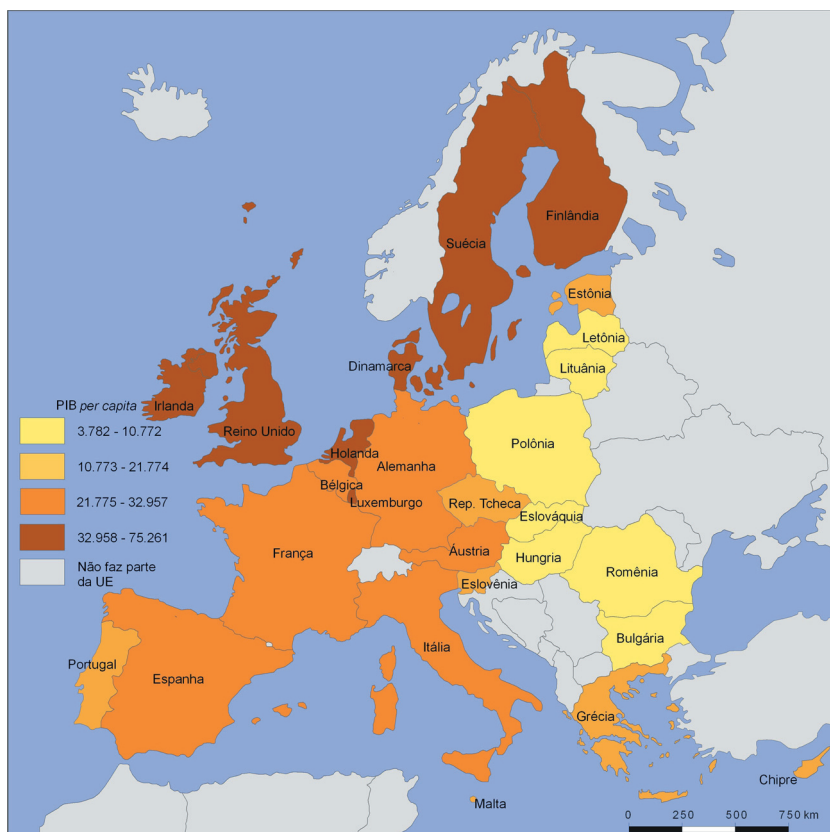 Finlândia
Suécia
Estônia
Letônia
Dinamarca
Lituânia
PIB per capita
Irlanda
3.782 - 10.772
Reino Unido
Holanda
Polônia
10.773 - 21.774
Alemanha
Bélgica
21.775 - 32.957
Luxemburgo
Rep. Tcheca
Eslováquia
32.958 - 75.261
França
Áustria
Hungria
Não faz parte
da UE
Romênia
Eslovênia
Bulgária
Itália
Portugal
Espanha
Grécia
Chipre
Malta
0 250 500 750 km